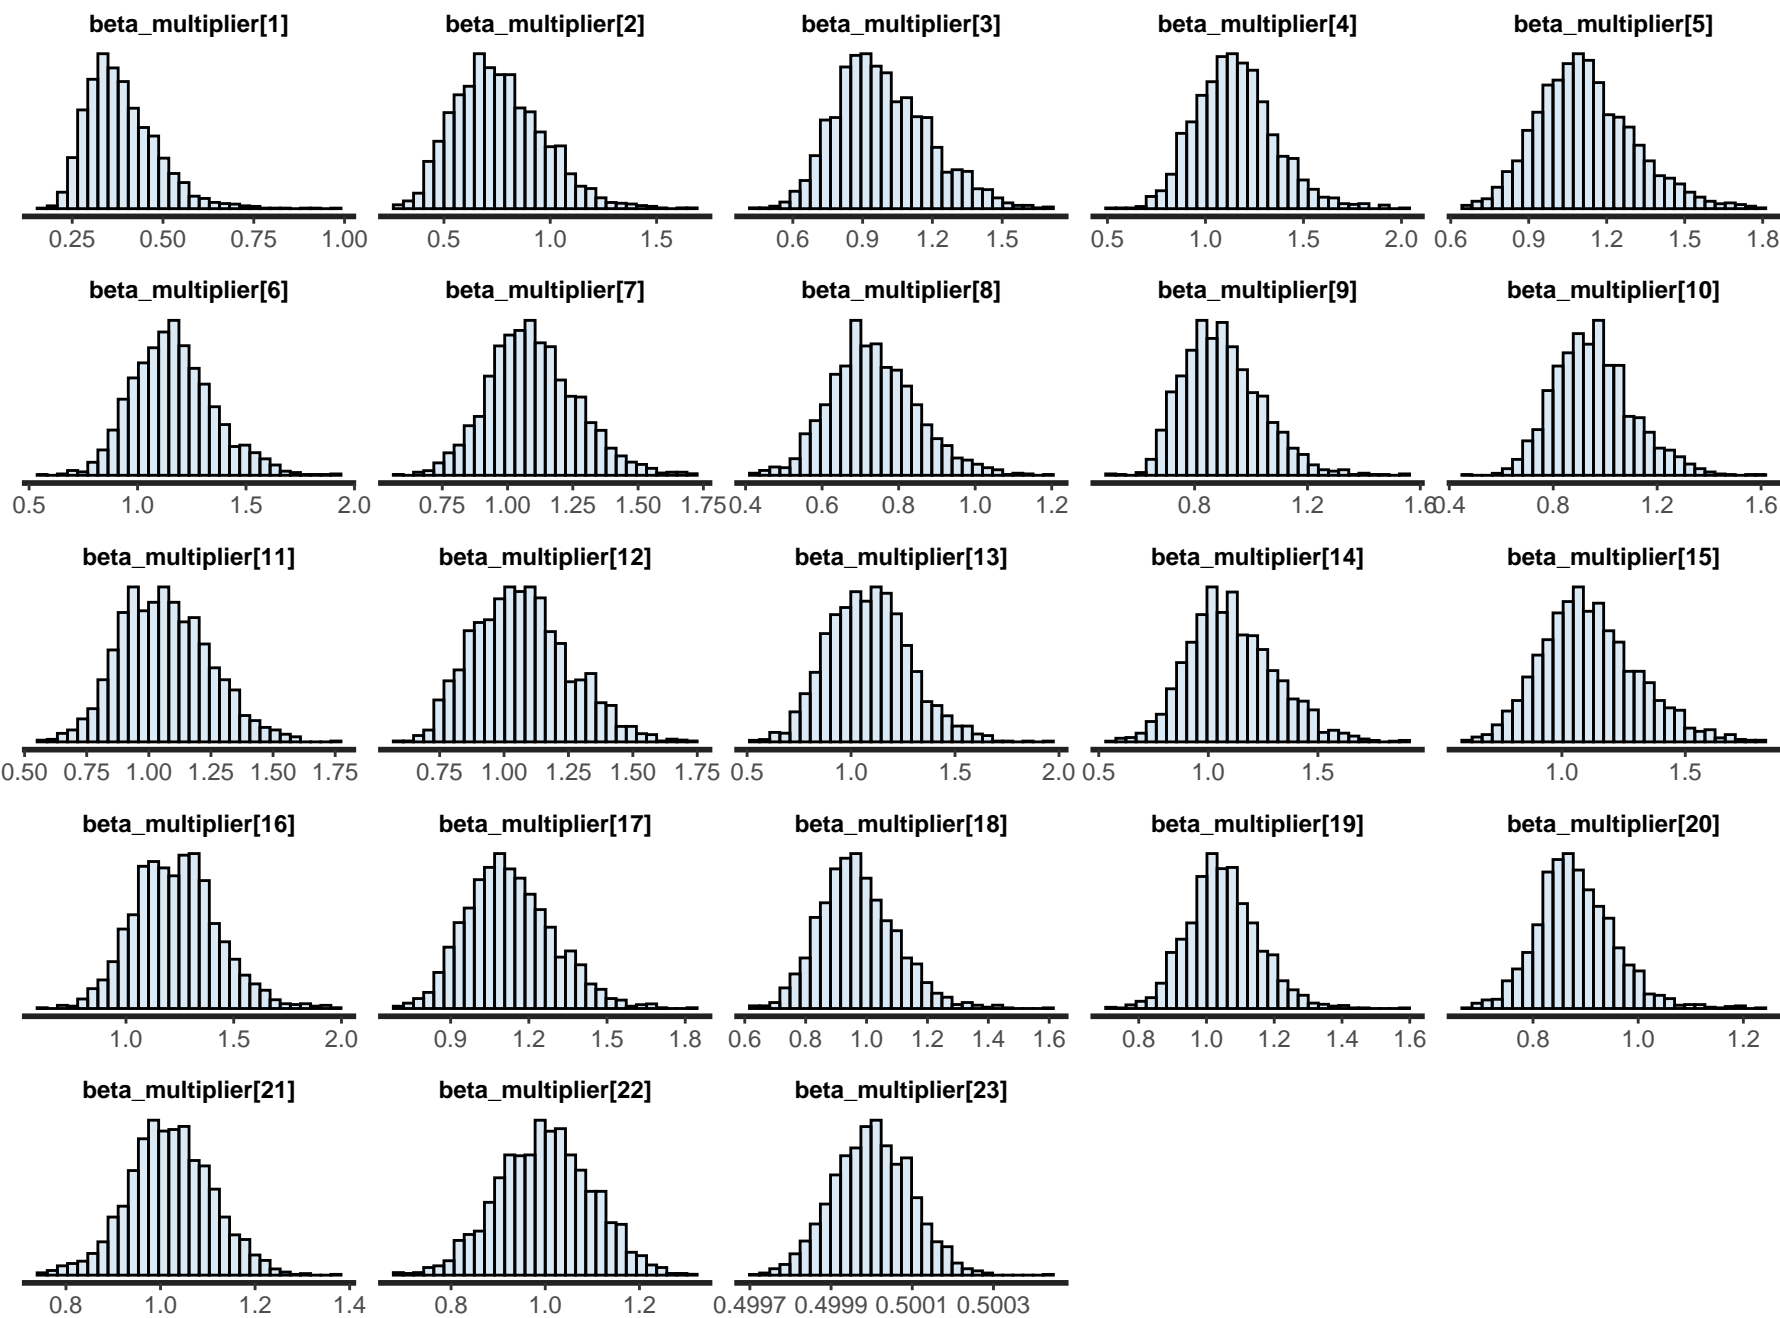 beta_multiplier[1] beta_multiplier[2] beta_multiplier[3] beta_multiplier[4] beta_multiplier[5]
0.25 0.50 0.75 1.00 0.5 1.0 1.5 0.6 0.9 1.2 1.5 0.5 1.0 1.5 2.0 0.6 0.9 1.2 1.5 1.8
beta_multiplier[6] beta_multiplier[7] beta_multiplier[8] beta_multiplier[9] beta_multiplier[10]
0.5 1.0 1.5 2.0 0.75 1.00 1.25 1.50 1.75 0.4 0.6 0.8 1.0 1.2 0.8 1.2 1.6 0.4 0.8 1.2 1.6
beta_multiplier[11] beta_multiplier[12] beta_multiplier[13] beta_multiplier[14] beta_multiplier[15]
0.50 0.75 1.00 1.25 1.50 1.75 0.75 1.00 1.25 1.50 1.75 0.5 1.0 1.5 2.0 0.5 1.0 1.5 1.0 1.5
beta_multiplier[16] beta_multiplier[17] beta_multiplier[18] beta_multiplier[19] beta_multiplier[20]
1.0 1.5 2.0 0.9 1.2 1.5 1.8 0.6 0.8 1.0 1.2 1.4 1.6 0.8 1.0 1.2 1.4 1.6 0.8 1.0 1.2
beta_multiplier[21] beta_multiplier[22] beta_multiplier[23]
0.8 1.0 1.2 1.4 0.8 1.0 1.2 0.4997 0.4999 0.5001 0.5003